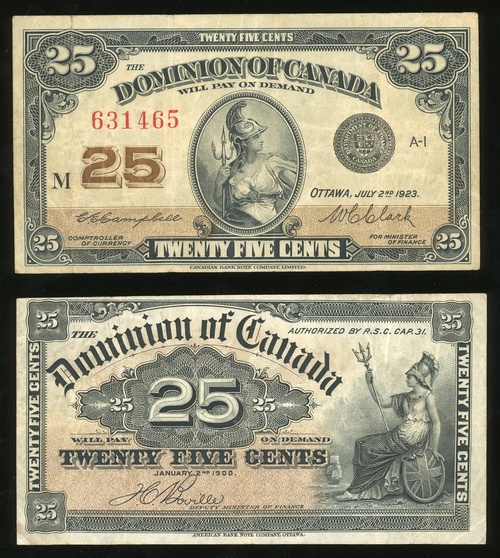 TWENTY FIVE CENTS
25 25
THE
DOMINION OF CANADA
WILL PAY ON DEMAND
631465
A-1
M 25
OTTAWA, JULY 2ND 1923.
C.E. Campbell W.C. Clark
COMPTROLLER OF CURRENCY
FOR MINISTER OF FINANCE
25 TWENTY FIVE CENTS 25
CANADIAN BANK NOTE COMPANY, LIMITED.
25 25
THE
Dominion of Canada
AUTHORIZED BY R.S.C. CAP. 31.
TWENTY FIVE CENTS
TWENTY FIVE CENTS
25 25 25
WILL PAY ON DEMAND
TWENTY FIVE CENTS
JANUARY 2ND 1900.
25
DEPUTY MINISTER OF FINANCE
AMERICAN BANK NOTE COMPANY, OTTAWA.